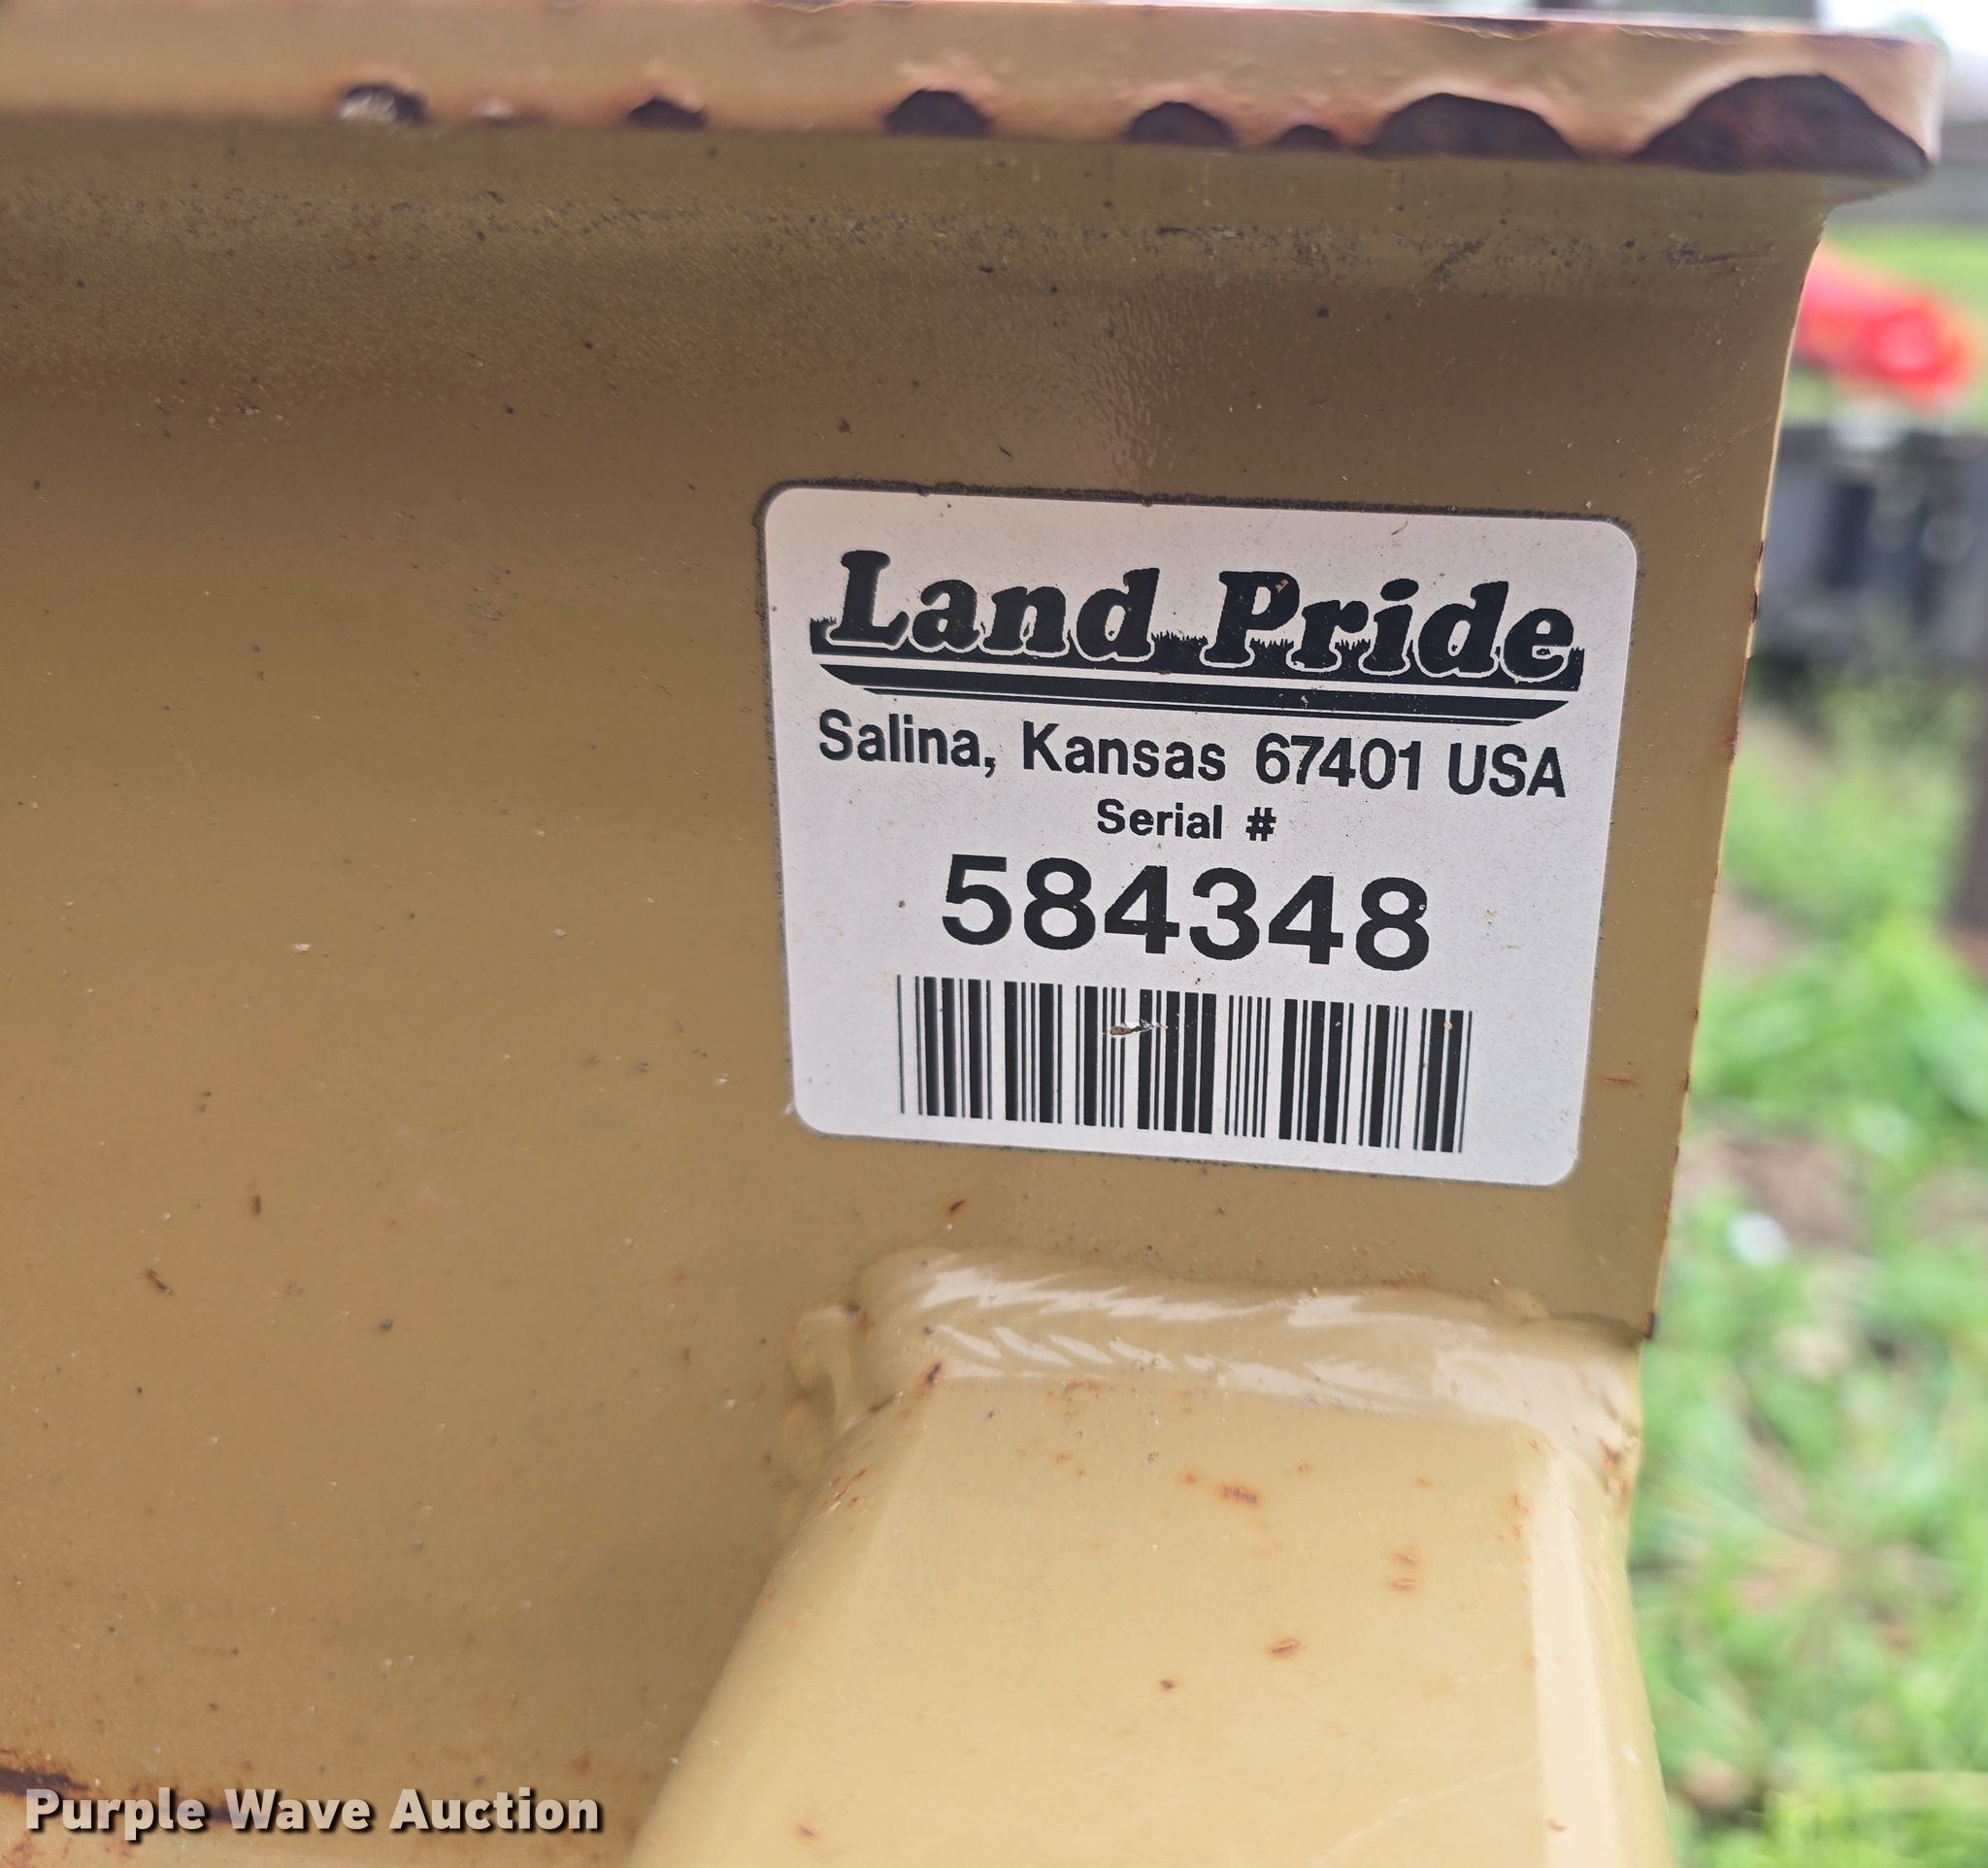 Land Pride
Salina, Kansas 67401 USA
Serial #
584348
Purple Wave Auction